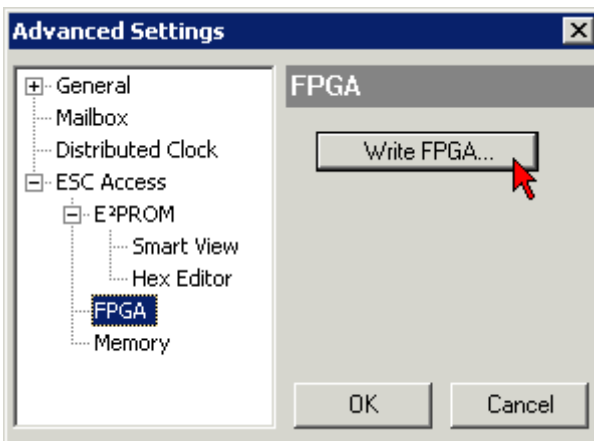 Advanced Settings
General
Mailbox
Distributed Clock
ESC Access
E²PROM
Smart View
Hex Editor
FPGA
Memory
FPGA
Write FPGA...
OK Cancel